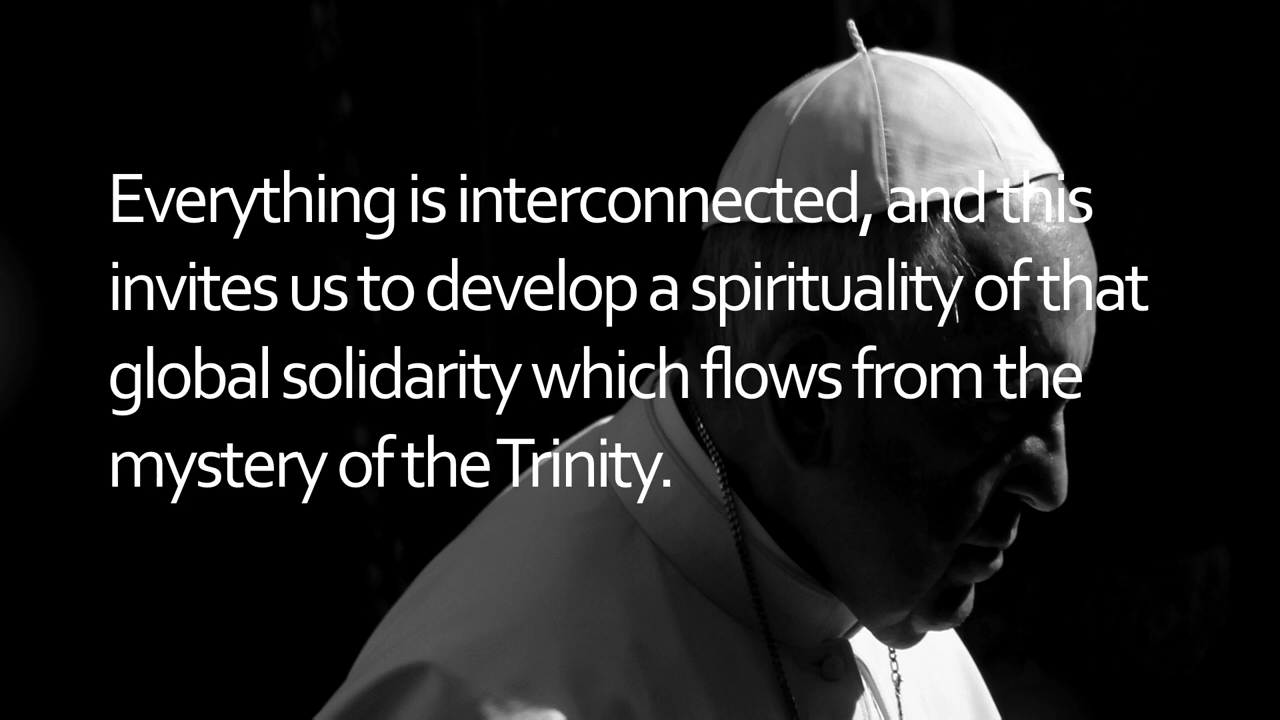 Everything is interconnected, and this
invites us to develop a spirituality of that
global solidarity which flows from the
mystery of the Trinity.